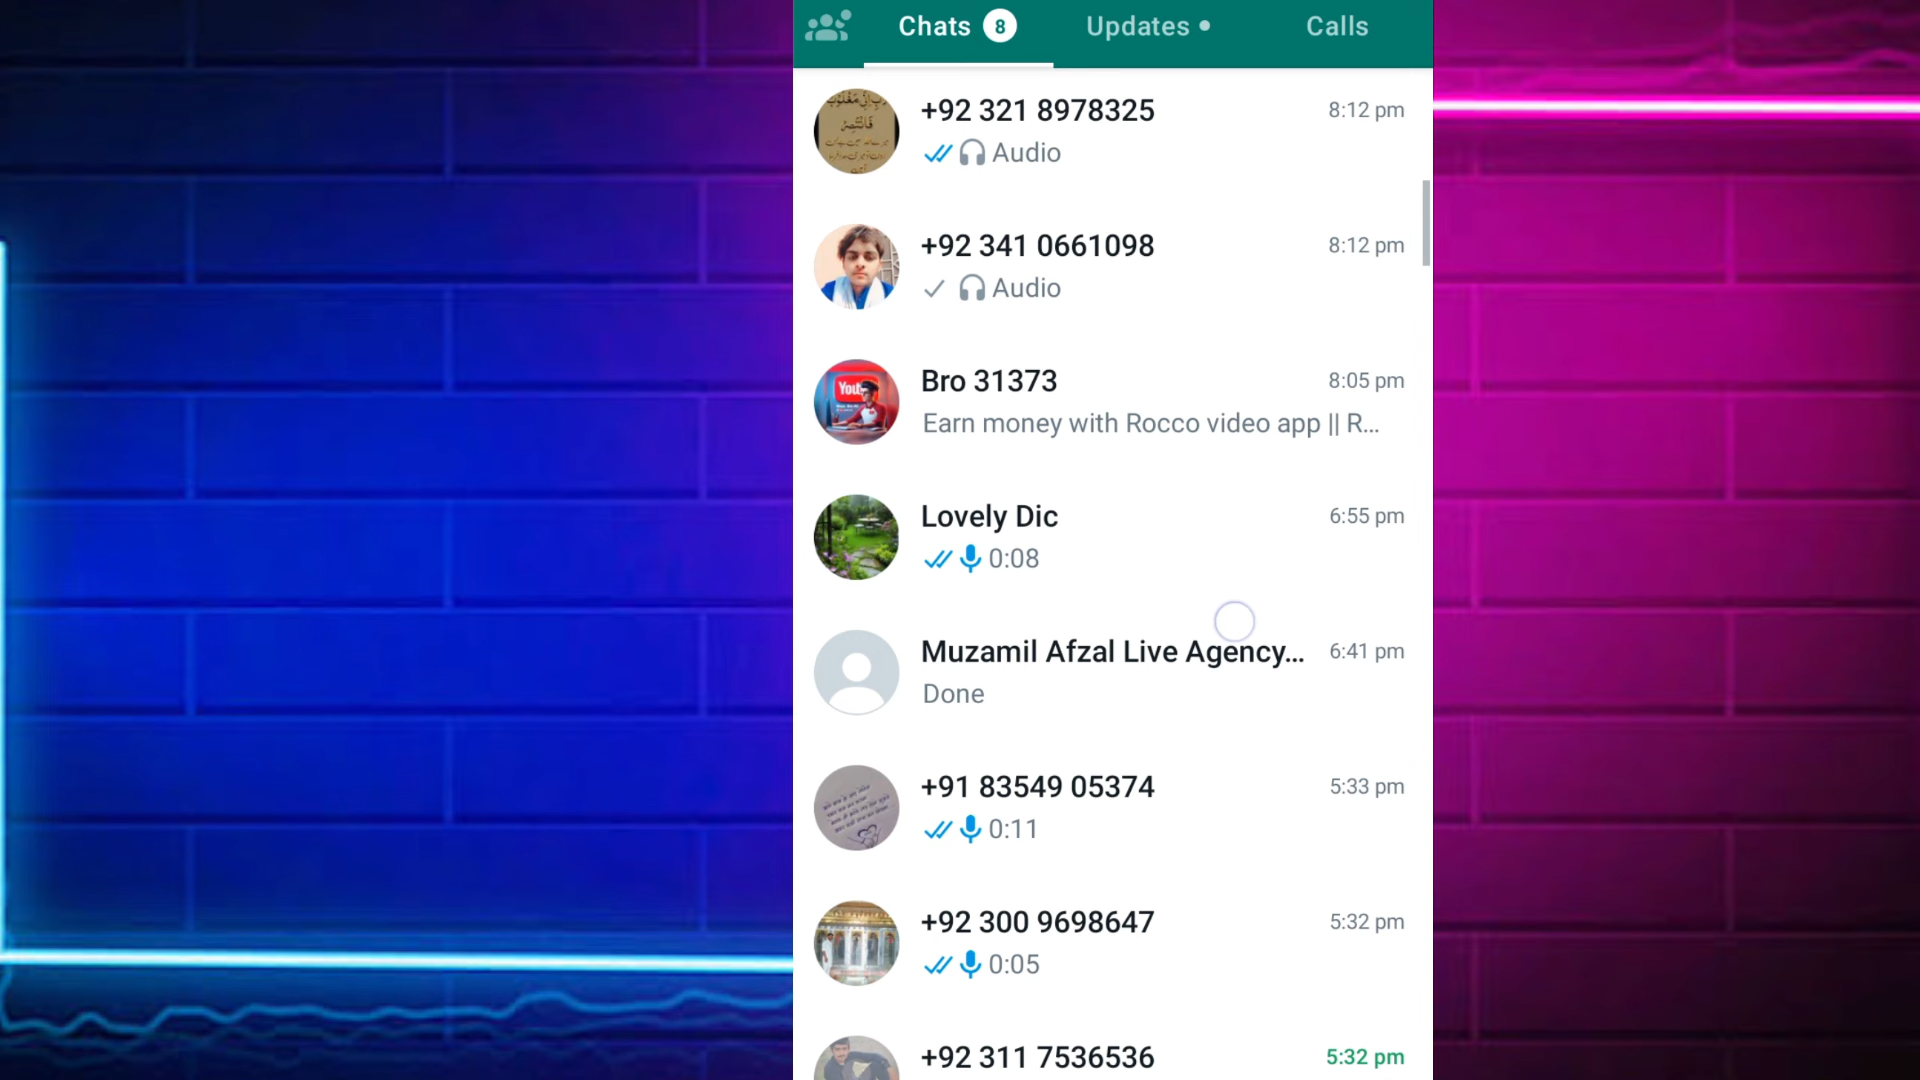 Chats 8 Updates Calls
+92 321 8978325 8:12 pm
Audio
+92 341 0661098 8:12 pm
Audio
Bro 31373 8:05 pm
Earn money with Rocco video app || R...
Lovely Dic 6:55 pm
0:08
Muzamil Afzal Live Agency... 6:41 pm
Done
+91 83549 05374 5:33 pm
0:11
+92 300 9698647 5:32 pm
0:05
+92 311 7536536 5:32 pm